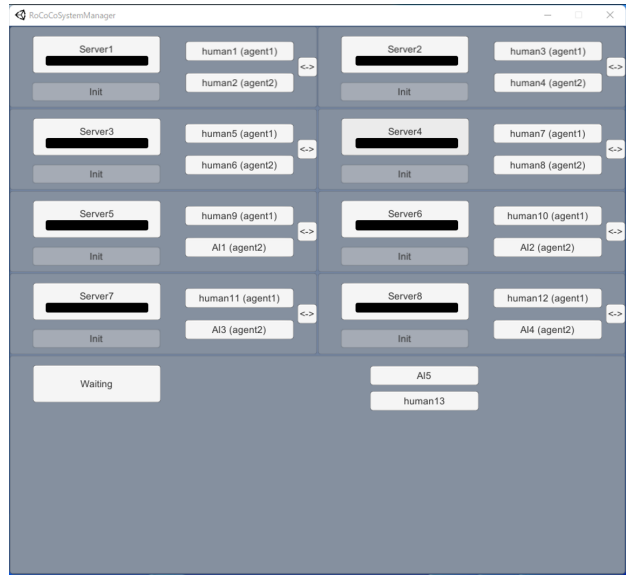 RoCoCoSystemManager
Server1
human1 (agent1)
<->
human2 (agent2)
Init
Server2
human3 (agent1)
<->
human4 (agent2)
Init
Server3
human5 (agent1)
<->
human6 (agent2)
Init
Server4
human7 (agent1)
<->
human8 (agent2)
Init
Server5
human9 (agent1)
<->
AI1 (agent2)
Init
Server6
human10 (agent1)
<->
AI2 (agent2)
Init
Server7
human11 (agent1)
<->
AI3 (agent2)
Init
Server8
human12 (agent1)
<->
AI4 (agent2)
Init
Waiting
AI5
human13